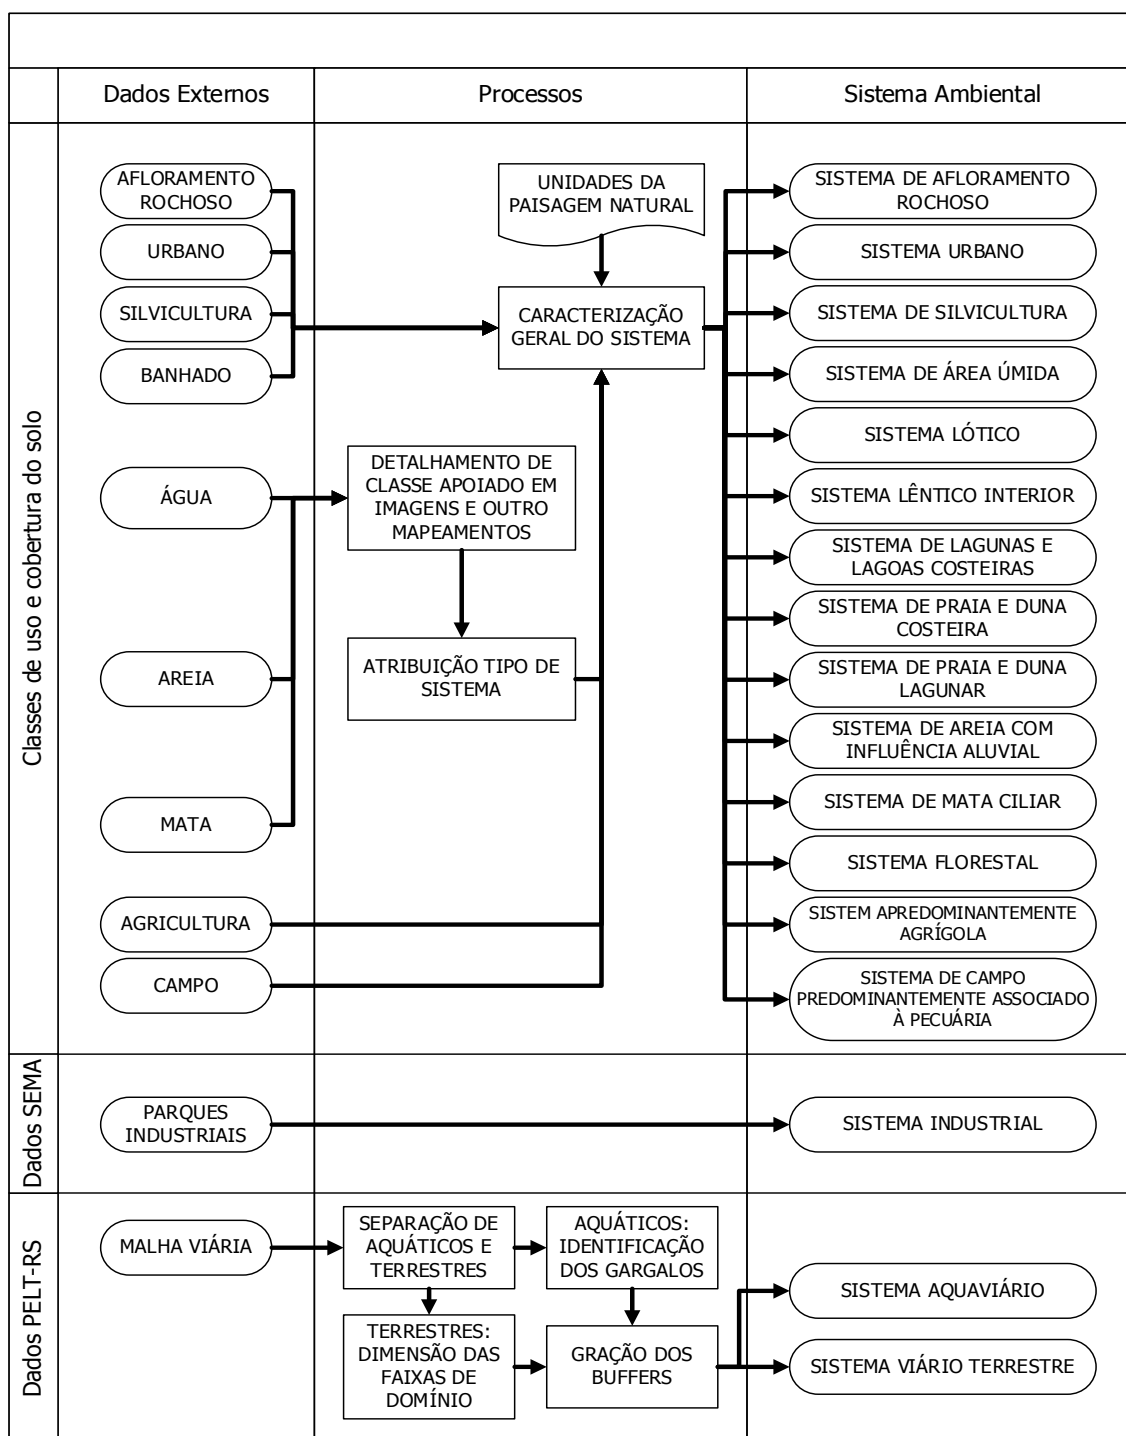 Dados Externos
Processos
Sistema Ambiental
Classes de uso e cobertura do solo
AFLORAMENTO
ROCHOSO
URBANO
SILVICULTURA
BANHADO
ÁGUA
AREIA
MATA
AGRICULTURA
CAMPO
UNIDADES DA
PAISAGEM NATURAL
CARACTERIZAÇÃO
GERAL DO SISTEMA
DETALHAMENTO DE
CLASSE APOIADO EM
IMAGENS E OUTRO
MAPEAMENTOS
ATRIBUIÇÃO TIPO DE
SISTEMA
SISTEMA DE AFLORAMENTO
ROCHOSO
SISTEMA URBANO
SISTEMA DE SILVICULTURA
SISTEMA DE ÁREA ÚMIDA
SISTEMA LÓTICO
SISTEMA LÊNTICO INTERIOR
SISTEMA DE LAGUNAS E
LAGOAS COSTEIRAS
SISTEMA DE PRAIA E DUNA
COSTEIRA
SISTEMA DE PRAIA E DUNA
LAGUNAR
SISTEMA DE AREIA COM
INFLUÊNCIA ALUVIAL
SISTEMA DE MATA CILIAR
SISTEMA FLORESTAL
SISTEM APREDOMINANTEMENTE
AGRÍGOLA
SISTEMA DE CAMPO
PREDOMINANTEMENTE ASSOCIADO
À PECUÁRIA
Dados SEMA
PARQUES
INDUSTRIAIS
SISTEMA INDUSTRIAL
Dados PELT-RS
MALHA VIÁRIA
SEPARAÇÃO DE
AQUÁTICOS E
TERRESTRES
AQUÁTICOS:
IDENTIFICAÇÃO
DOS GARGALOS
TERRESTRES:
DIMENSÃO DAS
FAIXAS DE
DOMÍNIO
GRAÇÃO DOS
BUFFERS
SISTEMA AQUAVIÁRIO
SISTEMA VIÁRIO TERRESTRE